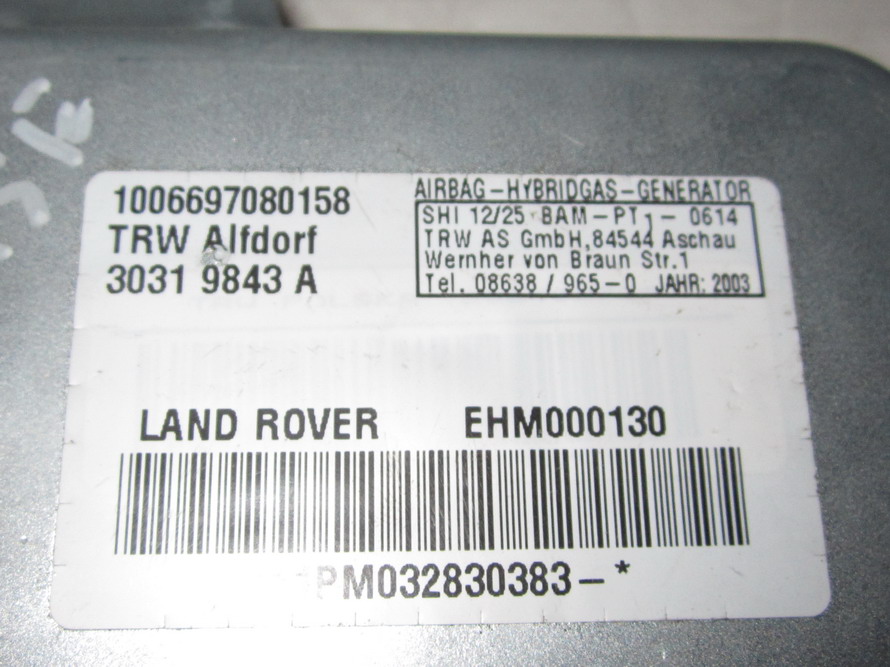 1006697080158
TRW Alfdorf
3031 9843 A
AIRBAG-HYBRIDGAS-GENERATOR
SHI 12/25 BAM-PT1- 0614
TRW AS GmbH,84544 Aschau
Wernher von Braun Str.1
Tel. 08638 / 965-0 JAHR: 2003
LAND ROVER EHM000130
PM032830383-*